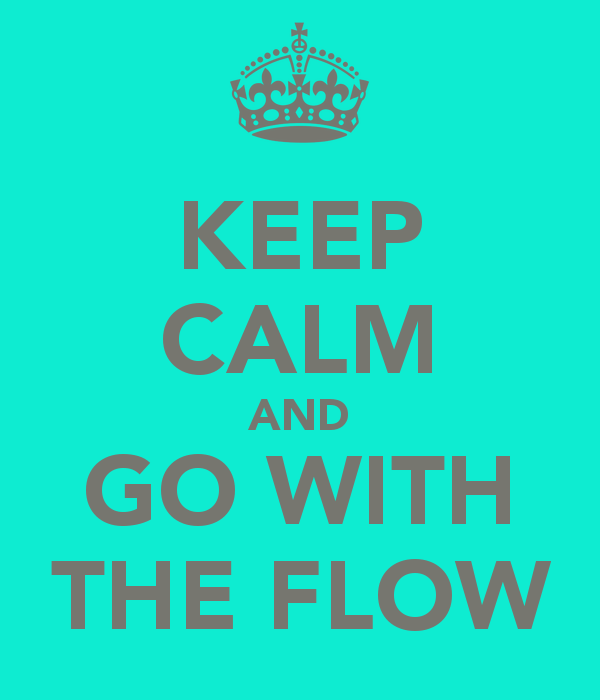 KEEP
CALM
AND
GO WITH
THE FLOW